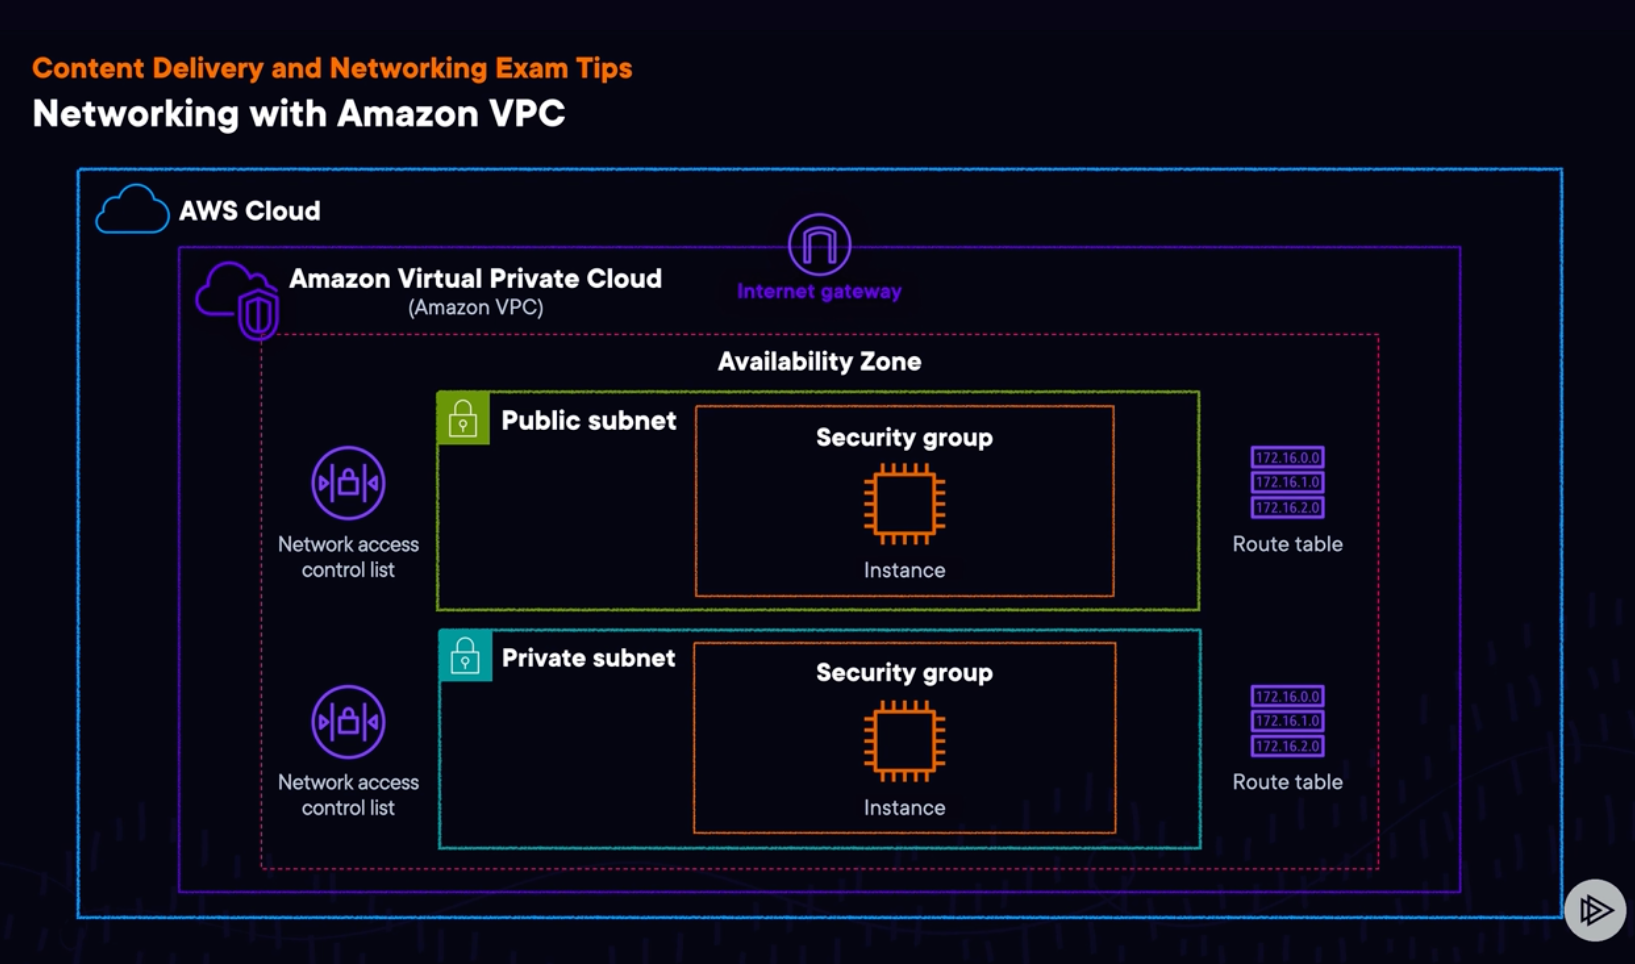 Content Delivery and Networking Exam Tips
Networking with Amazon VPC
AWS Cloud
Amazon Virtual Private Cloud
(Amazon VPC)
Internet gateway
Availability Zone
Public subnet
Security group
Instance
Network access
control list
172.16.0.0
172.16.1.0
172.16.2.0
Route table
Private subnet
Security group
Instance
Network access
control list
172.16.0.0
172.16.1.0
172.16.2.0
Route table